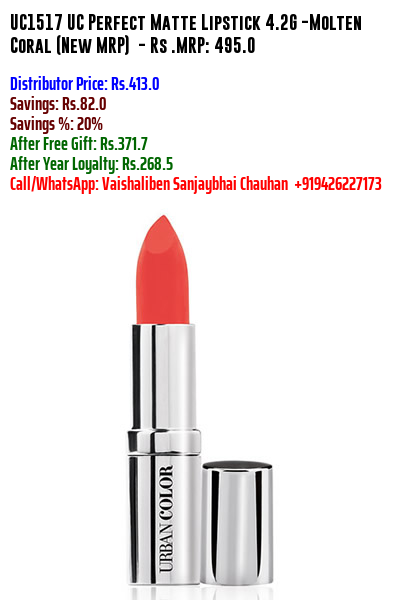 UC1517 UC Perfect Matte Lipstick 4.2G -Molten
Coral (New MRP) - Rs .MRP: 495.0
Distributor Price: Rs.413.0
Savings: Rs.82.0
Savings %: 20%
After Free Gift: Rs.371.7
After Year Loyalty: Rs.268.5
Call/WhatsApp: Vaishaliben Sanjaybhai Chauhan +919426227173
URBAN COLOR